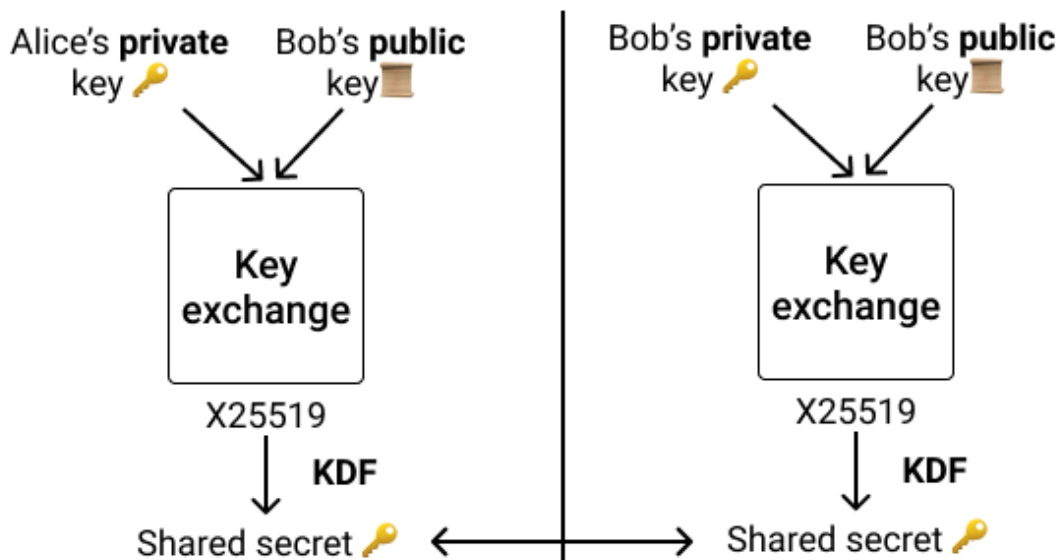 Alice's private
key 🔑
Bob's public
key📜
Key
exchange
X25519
KDF
Shared secret 🔑
Bob's private
key 🔑
Bob's public
key📜
Key
exchange
X25519
KDF
Shared secret 🔑